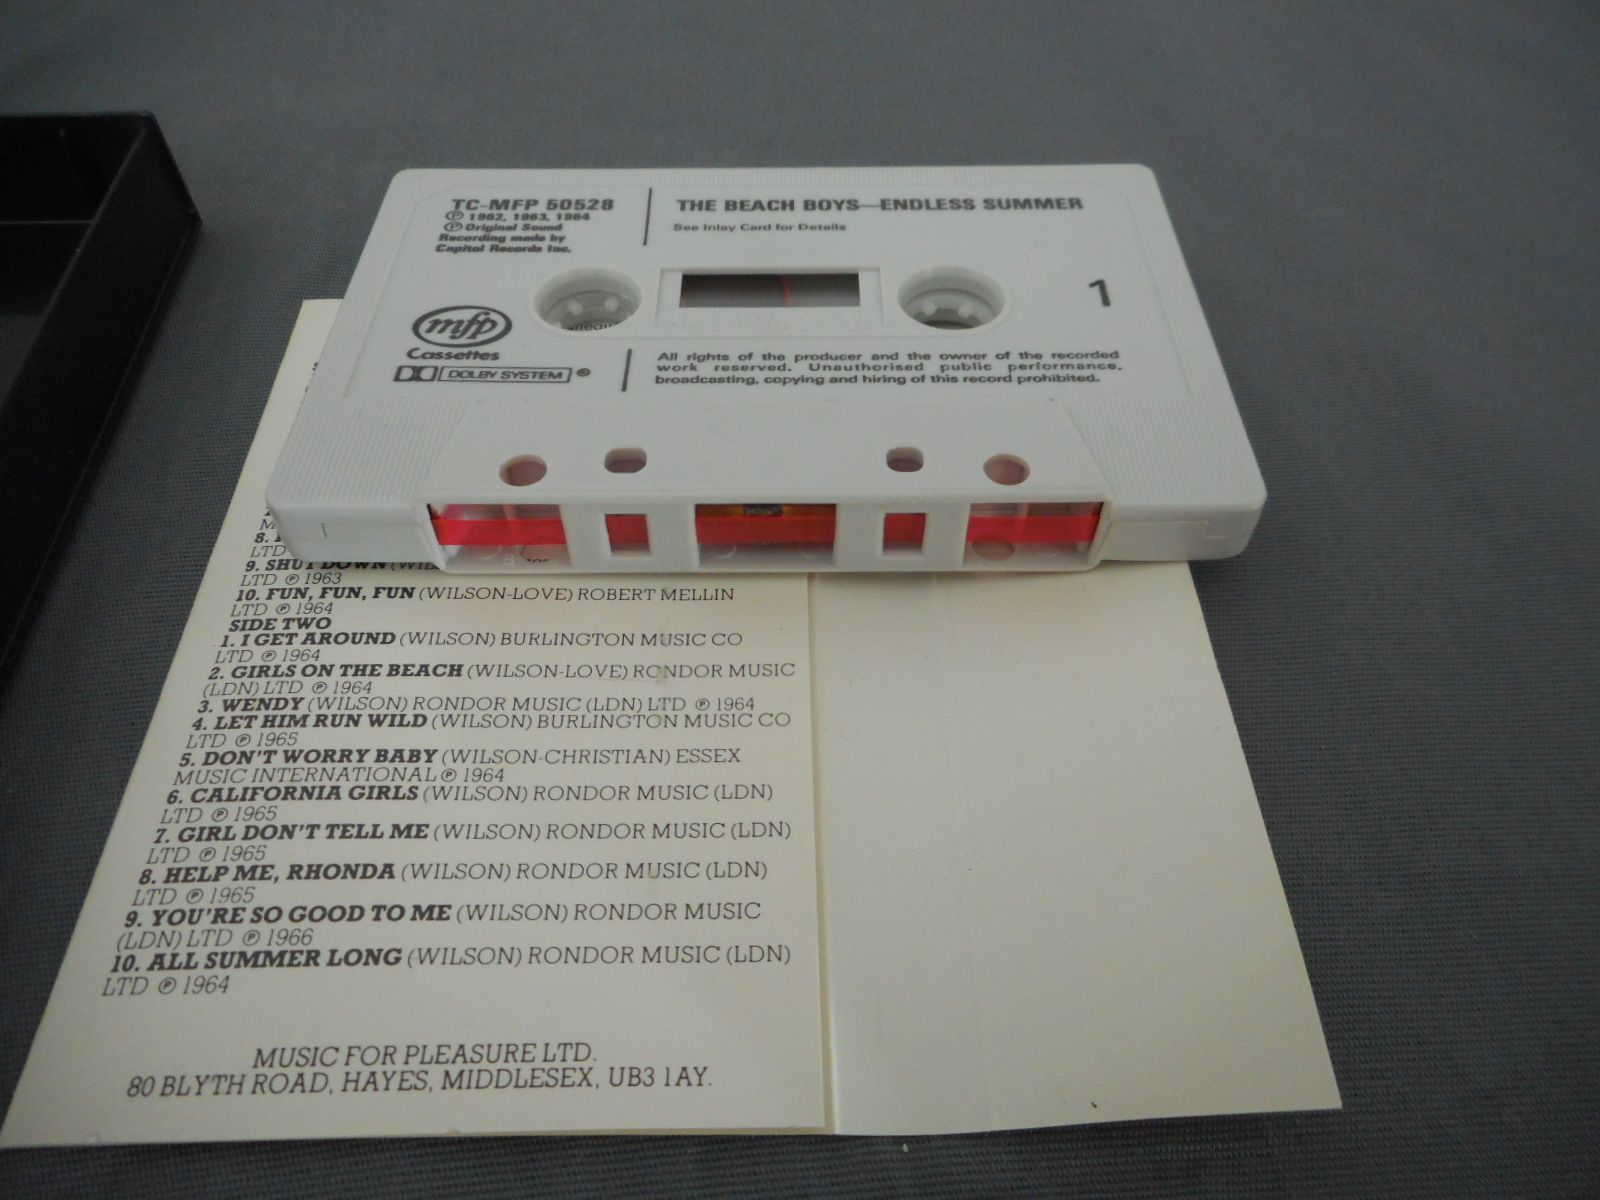 TC-MFP 50528
℗ 1962, 1963, 1964
℗ Original Sound
Recording made by
Capitol Records Inc.
THE BEACH BOYS—ENDLESS SUMMER
See Inlay Card for Details
1
mfp
Cassettes
DOLBY SYSTEM ®
All rights of the producer and the owner of the recorded
work reserved. Unauthorised public performance,
broadcasting, copying and hiring of this record prohibited.
8.
LTD
9. SHUT DOWN
LTD ℗ 1963
10. FUN, FUN, FUN (WILSON-LOVE) ROBERT MELLIN
LTD ℗ 1964
SIDE TWO
1. I GET AROUND (WILSON) BURLINGTON MUSIC CO
LTD ℗ 1964
2. GIRLS ON THE BEACH (WILSON-LOVE) RONDOR MUSIC
(LDN) LTD ℗ 1964
3. WENDY (WILSON) RONDOR MUSIC (LDN) LTD ℗ 1964
4. LET HIM RUN WILD (WILSON) BURLINGTON MUSIC CO
LTD ℗ 1965
5. DON'T WORRY BABY (WILSON-CHRISTIAN) ESSEX
MUSIC INTERNATIONAL ℗ 1964
6. CALIFORNIA GIRLS (WILSON) RONDOR MUSIC (LDN)
LTD ℗ 1965
7. GIRL DON'T TELL ME (WILSON) RONDOR MUSIC (LDN)
LTD ℗ 1965
8. HELP ME, RHONDA (WILSON) RONDOR MUSIC (LDN)
LTD ℗ 1965
9. YOU'RE SO GOOD TO ME (WILSON) RONDOR MUSIC
(LDN) LTD ℗ 1966
10. ALL SUMMER LONG (WILSON) RONDOR MUSIC (LDN)
LTD ℗ 1964
MUSIC FOR PLEASURE LTD.
80 BLYTH ROAD, HAYES, MIDDLESEX, UB3 1AY.